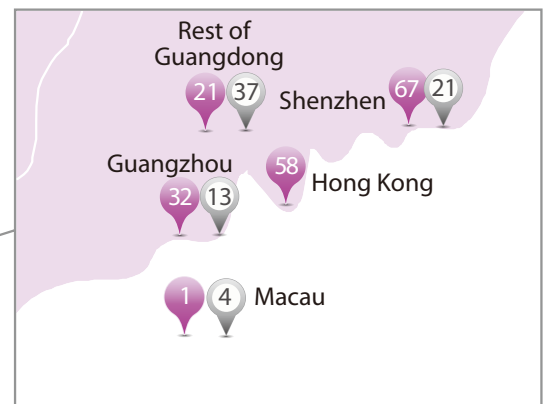 Rest of
Guangdong
21 37
Shenzhen 67 21
Guangzhou
32 13
58 Hong Kong
1 4 Macau